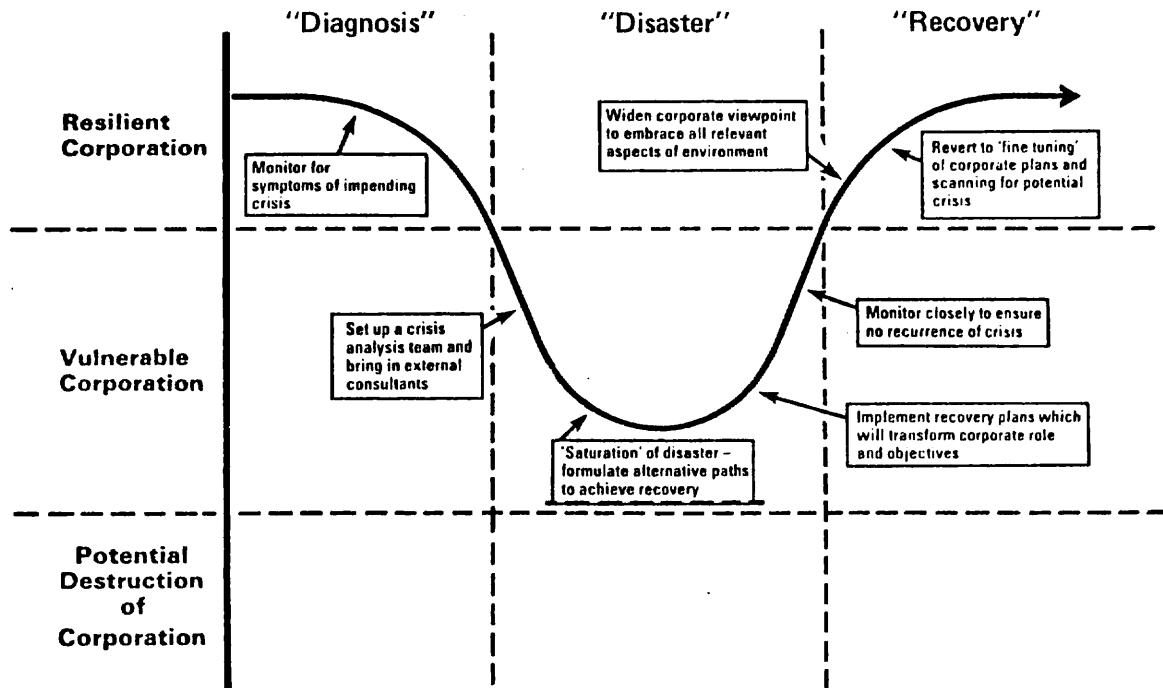 "Diagnosis"
"Disaster"
"Recovery"
Resilient
Corporation
Monitor for
symptoms of impending
crisis
Widen corporate viewpoint
to embrace all relevant
aspects of environment
Revert to 'fine tuning'
of corporate plans and
scanning for potential
crisis
Vulnerable
Corporation
Set up a crisis
analysis team and
bring in external
consultants
Monitor closely to ensure
no recurrence of crisis
'Saturation' of disaster –
formulate alternative paths
to achieve recovery
Implement recovery plans which
will transform corporate role
and objectives
Potential
Destruction
of
Corporation